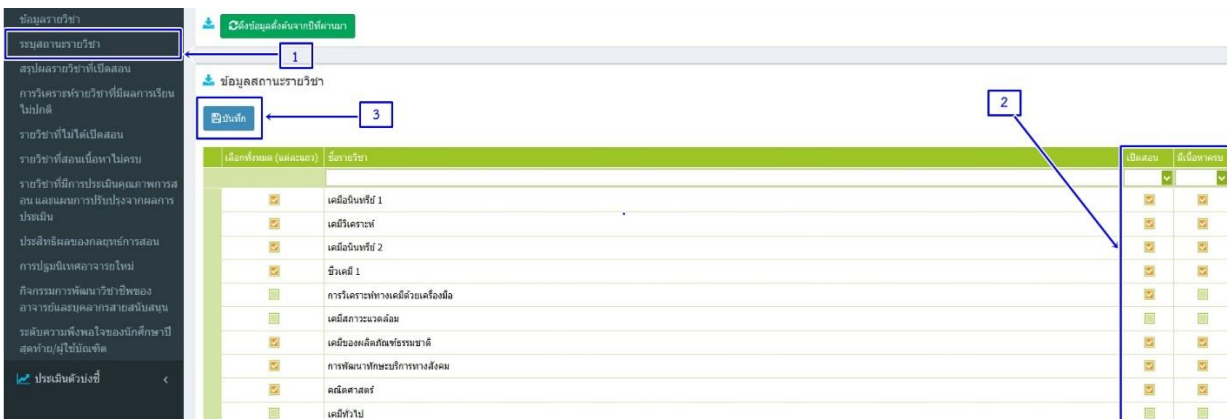 ข้อมูลรายวิชา
ระบุสถานะรายวิชา
สรุปผลรายวิชาที่เปิดสอน
การวิเคราะห์รายวิชาที่มีผลการเรียน
ไม่ปกติ
รายวิชาที่ไม่ได้เปิดสอน
รายวิชาที่สอนเนื้อหาไม่ครบ
รายวิชาที่มีการประเมินคุณภาพการส
อน และแผนการปรับปรุงจากผลการ
ประเมิน
ประสิทธิผลของกลยุทธ์การสอน
การปฐมนิเทศอาจารย์ใหม่
กิจกรรมการพัฒนาวิชาชีพของ
อาจารย์และบุคลากรสายสนับสนุน
ระดับความพึงพอใจของนักศึกษาปี
สุดท้าย/ผู้ใช้บัณฑิต
ประเมินตัวบ่งชี้
ดึงข้อมูลตั้งต้นจากปีที่ผ่านมา
1
ข้อมูลสถานะรายวิชา
บันทึก
3
2
เลือกทั้งหมด (แต่ละแถว) ชื่อรายวิชา เปิดสอน มีเนื้อหาครบ
เคมีอนินทรีย์ 1
เคมีวิเคราะห์
เคมีอนินทรีย์ 2
ชีวเคมี 1
การวิเคราะห์ทางเคมีด้วยเครื่องมือ
เคมีสภาวะแวดล้อม
เคมีของผลิตภัณฑ์ธรรมชาติ
การพัฒนาทักษะบริการทางสังคม
คณิตศาสตร์
เคมีทั่วไป